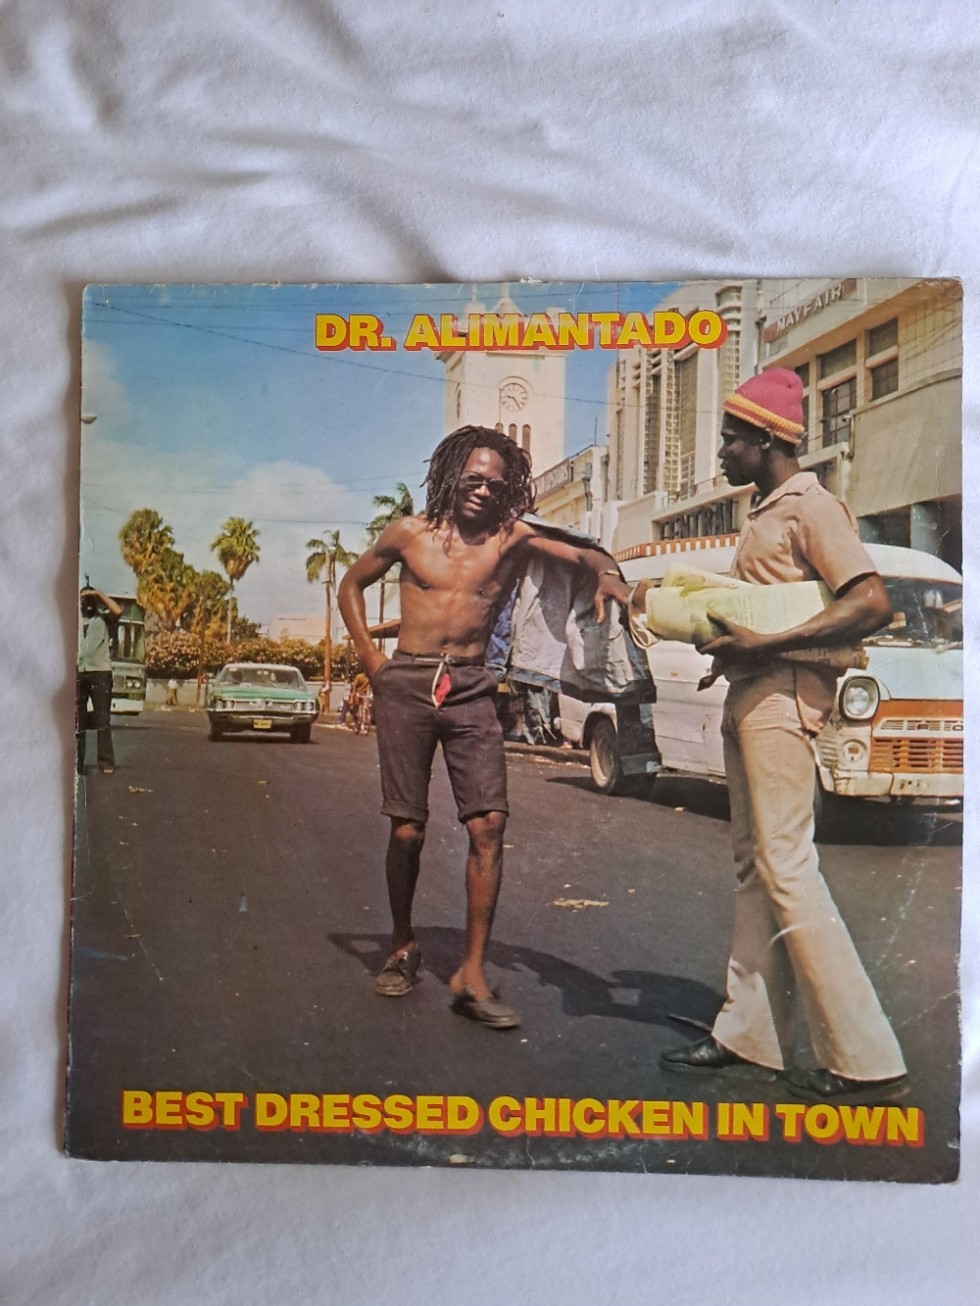 DR. ALIMANTADO
MAYFAIR
CENTRAL
BEST DRESSED CHICKEN IN TOWN